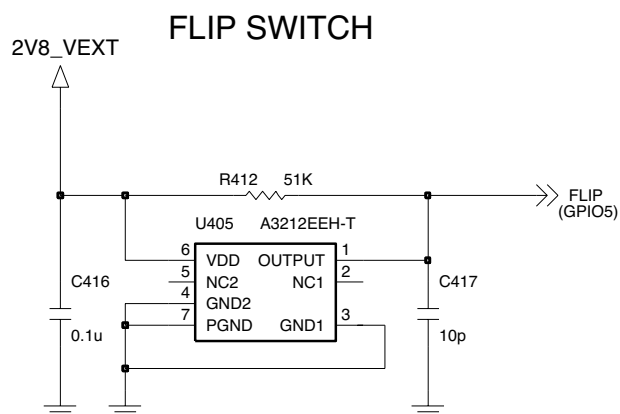 FLIP SWITCH
2V8_VEXT
R412 51K
FLIP
(GPIO5)
U405 A3212EEH-T
6 VDD OUTPUT 1
5 NC2 NC1 2
4 GND2
7 PGND GND1 3
C416
0.1u
C417
10p